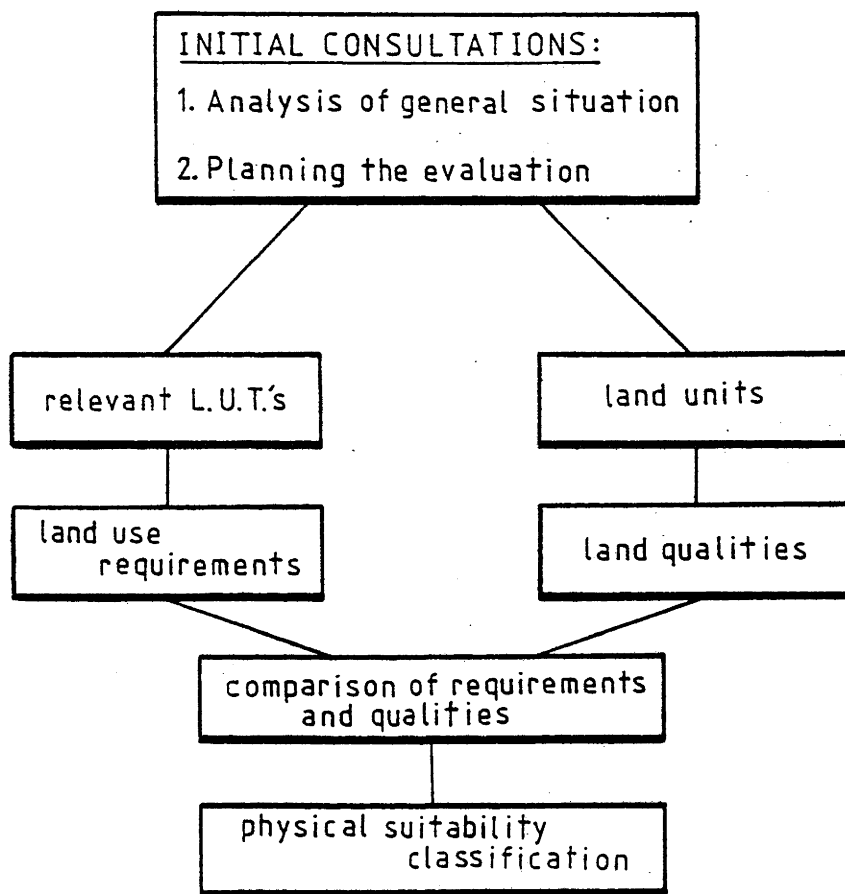 INITIAL CONSULTATIONS:
1. Analysis of general situation
2. Planning the evaluation
relevant L.U.T.'s
land units
land use
requirements
land qualities
comparison of requirements
and qualities
physical suitability
classification